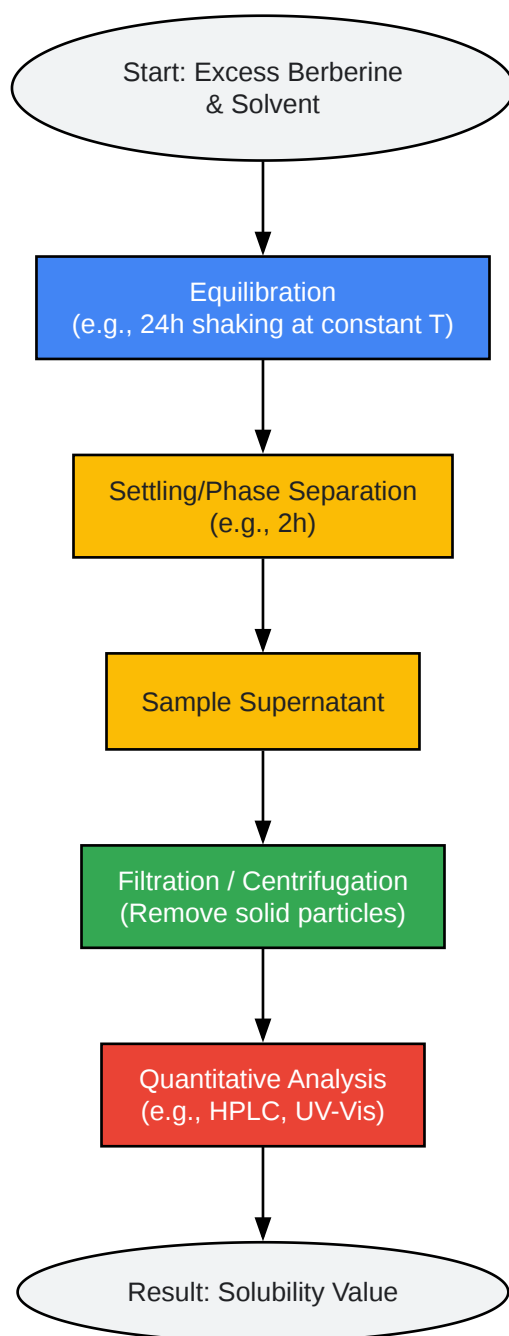 Start: Excess Berberine
& Solvent
Equilibration
(e.g., 24h shaking at constant T)
Settling/Phase Separation
(e.g., 2h)
Sample Supernatant
Filtration / Centrifugation
(Remove solid particles)
Quantitative Analysis
(e.g., HPLC, UV-Vis)
Result: Solubility Value